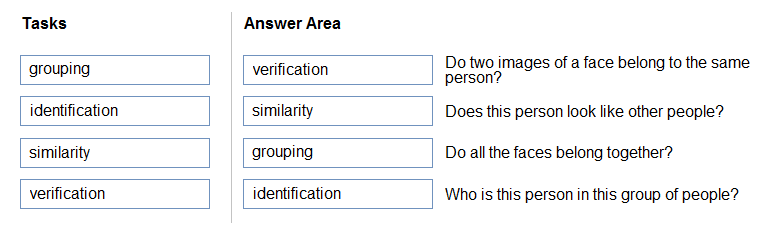 Tasks
Answer Area
grouping
verification
Do two images of a face belong to the same
person?
identification
similarity
Does this person look like other people?
similarity
grouping
Do all the faces belong together?
verification
identification
Who is this person in this group of people?